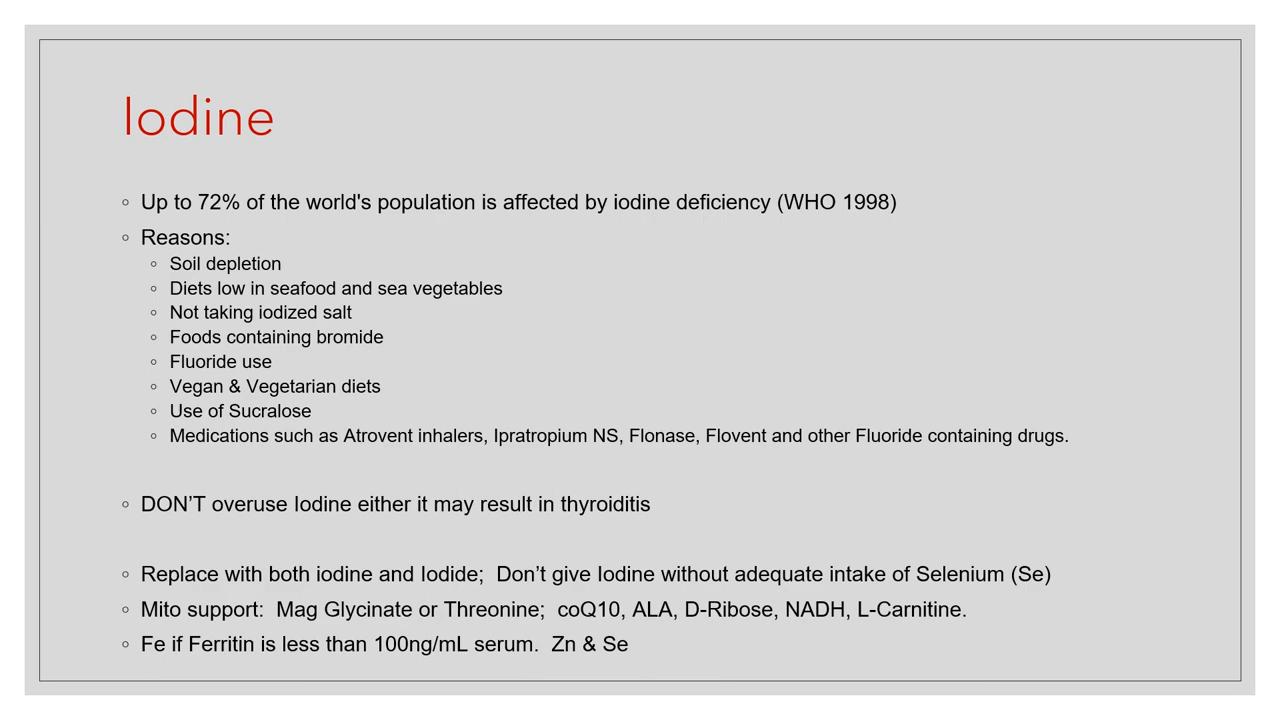 Iodine
Up to 72% of the world's population is affected by iodine deficiency (WHO 1998)
Reasons:
Soil depletion
Diets low in seafood and sea vegetables
Not taking iodized salt
Foods containing bromide
Fluoride use
Vegan & Vegetarian diets
Use of Sucralose
Medications such as Atrovent inhalers, Ipratropium NS, Flonase, Flovent and other Fluoride containing drugs.
DON’T overuse Iodine either it may result in thyroiditis
Replace with both iodine and Iodide;  Don’t give Iodine without adequate intake of Selenium (Se)
Mito support:  Mag Glycinate or Threonine;  coQ10, ALA, D-Ribose, NADH, L-Carnitine.
Fe if Ferritin is less than 100ng/mL serum.  Zn & Se